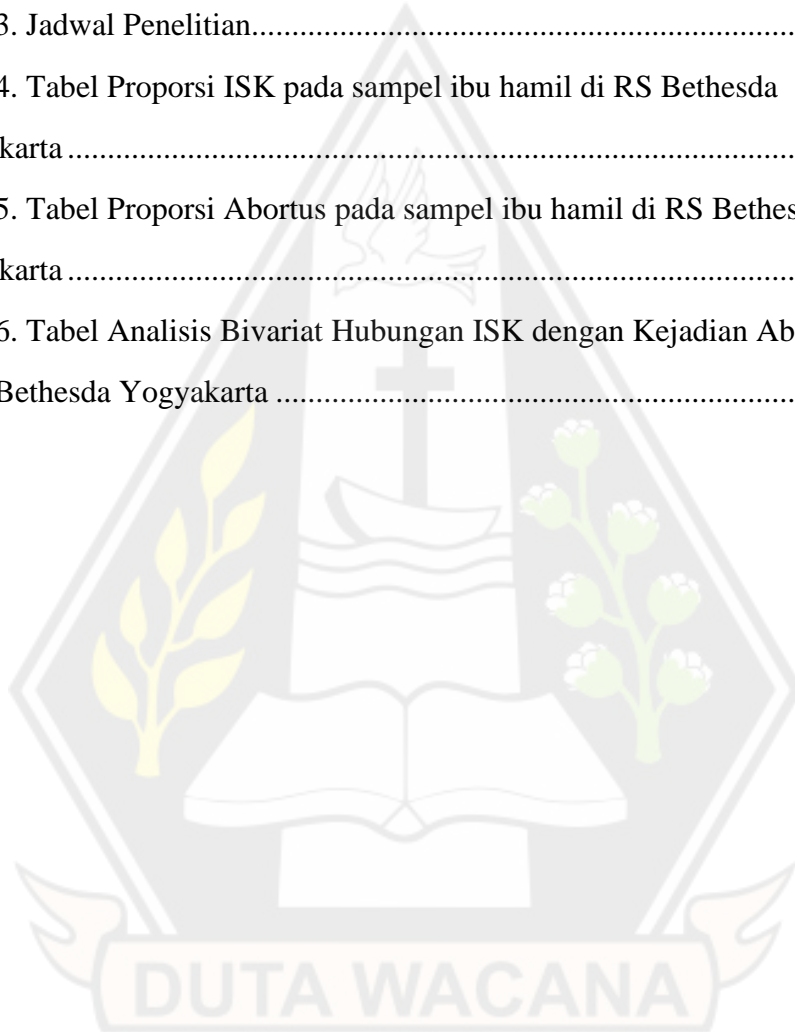 3. Jadwal Penelitian..........................................................
4. Tabel Proporsi ISK pada sampel ibu hamil di RS Bethesda
karta ..............................................................................
5. Tabel Proporsi Abortus pada sampel ibu hamil di RS Bethes
karta ..............................................................................
6. Tabel Analisis Bivariat Hubungan ISK dengan Kejadian Ab
Bethesda Yogyakarta .......................................................
DUTA WACANA